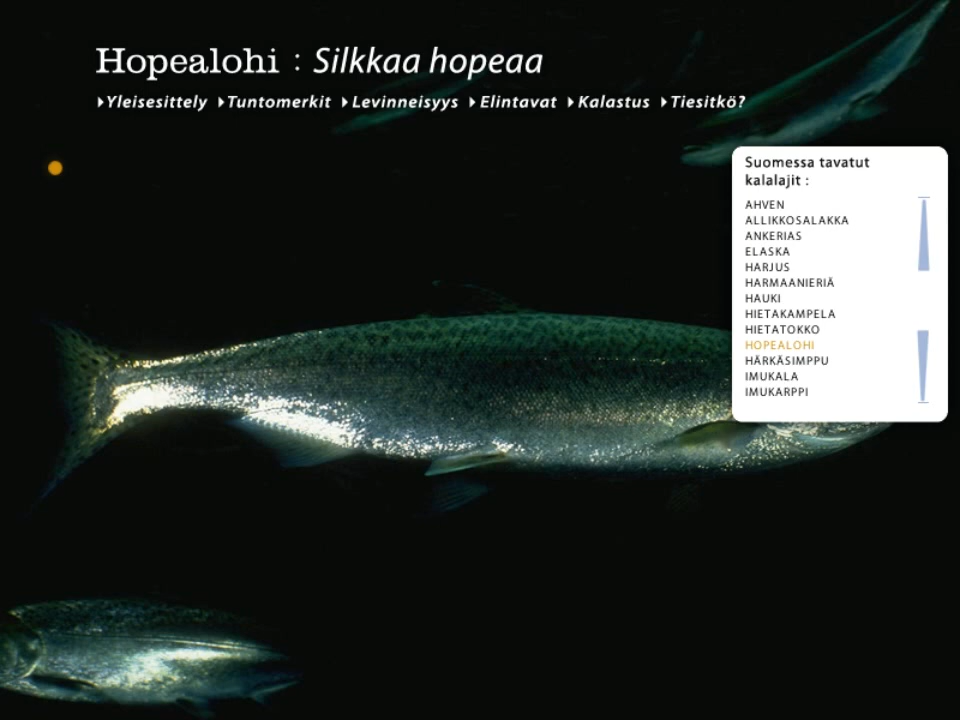 Hopealohi : Silkkaa hopeaa
Yleisesittely Tuntomerkit Levinneisyys Elintavat Kalastus Tiesitkö?
Suomessa tavatut
kalalajit :
AHVEN
ALLIKKOSALAKKA
ANKERIAS
ELASKA
HARJUS
HARMAANIERIÄ
HAUKI
HIETAKAMPELA
HIETATOKKO
HOPEALOHI
HÄRKÄSIMPPU
IMUKALA
IMUKARPPI